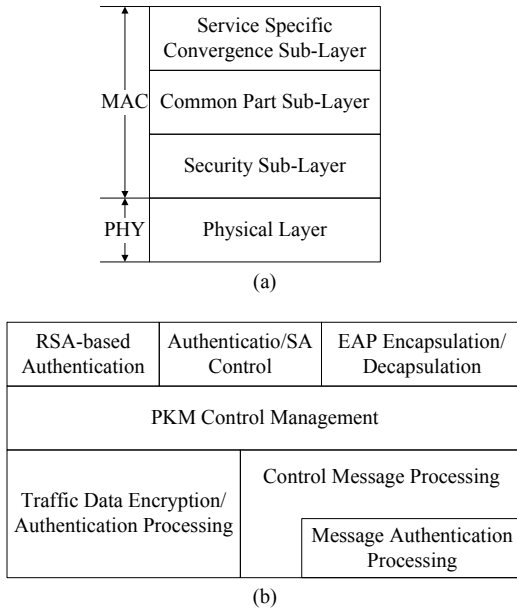 Service Specific
Convergence Sub-Layer
MAC
Common Part Sub-Layer
Security Sub-Layer
PHY
Physical Layer
(a)
RSA-based
Authentication
Authenticatio/SA
Control
EAP Encapsulation/
Decapsulation
PKM Control Management
Traffic Data Encryption/
Authentication Processing
Control Message Processing
Message Authentication
Processing
(b)